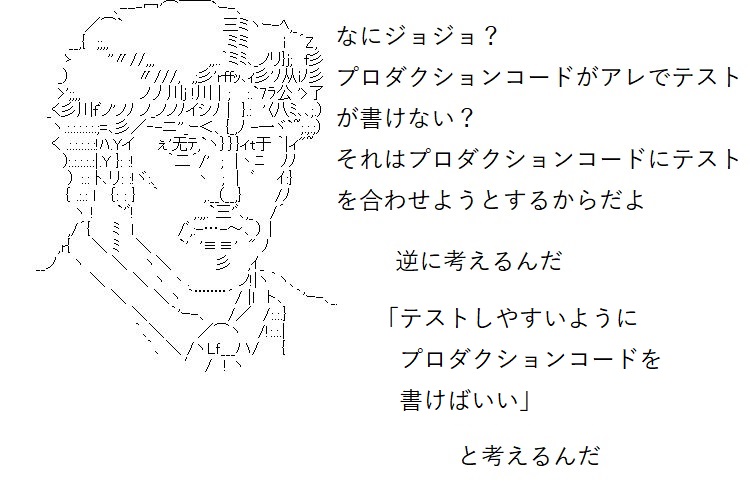 なにジョジョ？
プロダクションコードがアレでテスト
が書けない？
それはプロダクションコードにテスト
を合わせようとするからだよ
逆に考えるんだ
「テストしやすいように
プロダクションコードを
書けばいい」
と考えるんだ